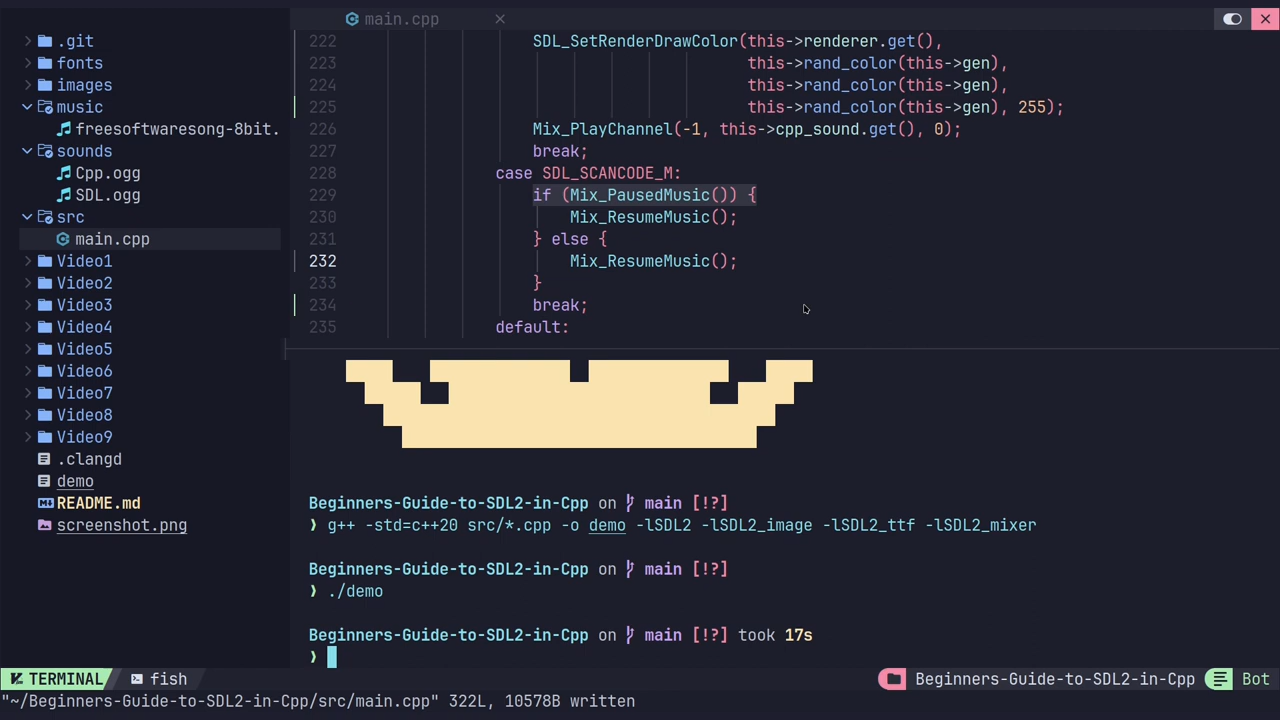 main.cpp
.git
fonts
images
music
freesoftwaresong-8bit.
sounds
Cpp.ogg
SDL.ogg
src
main.cpp
Video1
Video2
Video3
Video4
Video5
Video6
Video7
Video8
Video9
.clangd
demo
README.md
screenshot.png
222 SDL_SetRenderDrawColor(this->renderer.get(),
223 this->rand_color(this->gen),
224 this->rand_color(this->gen),
225 this->rand_color(this->gen), 255);
226 Mix_PlayChannel(-1, this->cpp_sound.get(), 0);
227 break;
228 case SDL_SCANCODE_M:
229 if (Mix_PausedMusic()) {
230 Mix_ResumeMusic();
231 } else {
232 Mix_ResumeMusic();
233 }
234 break;
235 default:
Beginners-Guide-to-SDL2-in-Cpp on main [!?]
❯ g++ -std=c++20 src/*.cpp -o demo -lSDL2 -lSDL2_image -lSDL2_ttf -lSDL2_mixer
Beginners-Guide-to-SDL2-in-Cpp on main [!?]
❯ ./demo
Beginners-Guide-to-SDL2-in-Cpp on main [!?] took 17s
❯
TERMINAL fish Beginners-Guide-to-SDL2-in-Cpp Bot
"~/Beginners-Guide-to-SDL2-in-Cpp/src/main.cpp" 322L, 10578B written